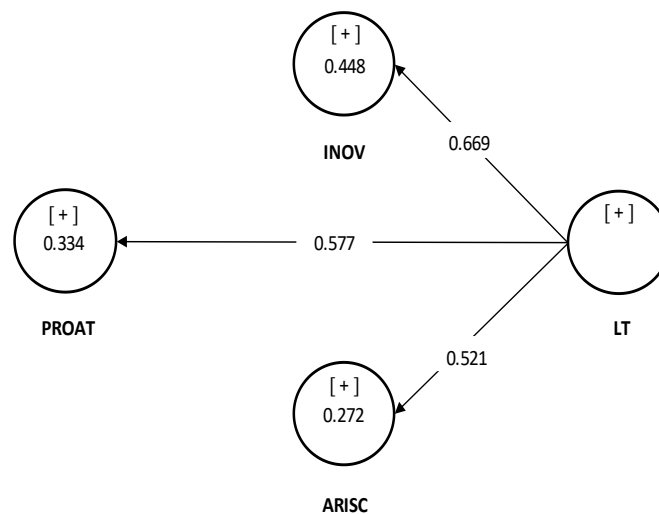 [ + ]
0.448
INOV
0.669
[ + ]
0.334
PROAT
0.577
[ + ]
LT
0.521
[ + ]
0.272
ARISC